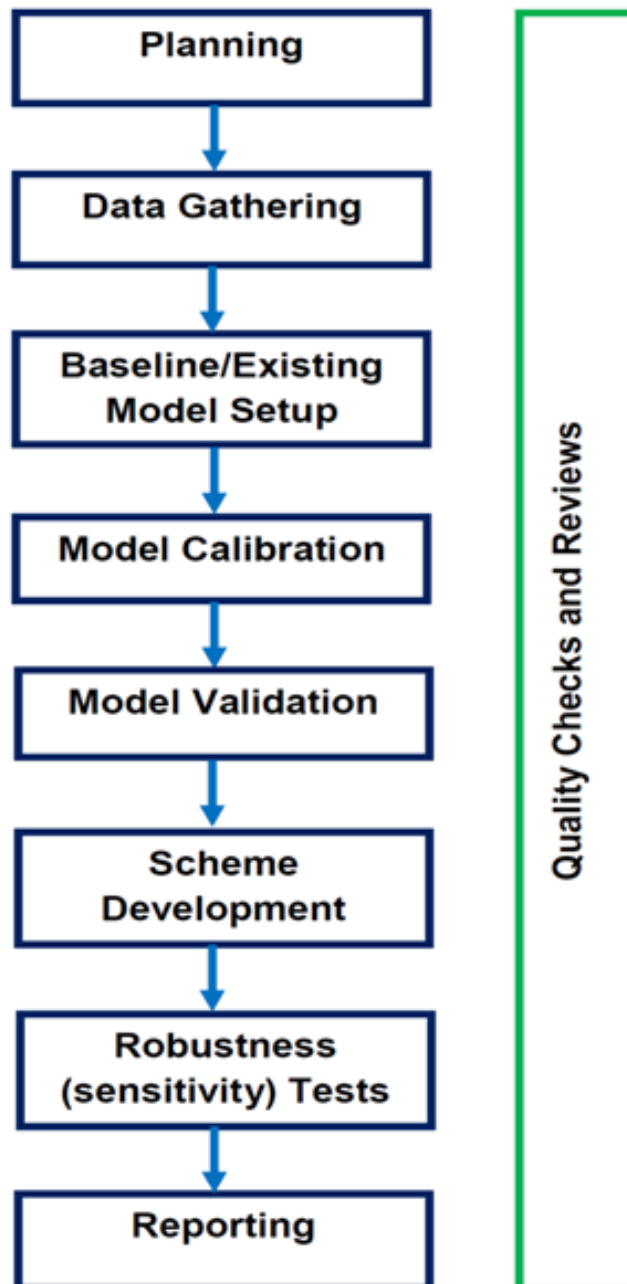 Planning
Data Gathering
Baseline/Existing
Model Setup
Model Calibration
Model Validation
Scheme
Development
Robustness
(sensitivity) Tests
Reporting
Quality Checks and Reviews